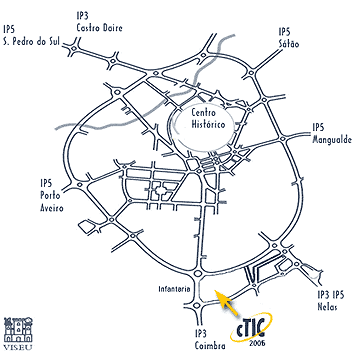 IP3
Castro Daire
IP5
S. Pedro do Sul
IP5
Sátão
Centro
Histórico
IP5
Mangualde
IP5
Porto
Aveiro
Infantaria
IP3 IP5
Nelas
cTIC
2006
IP3
Coimbra
VISEU